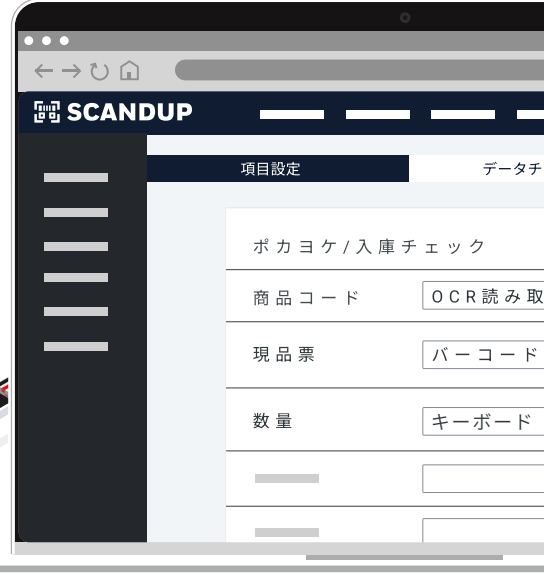 SCANDUP
項目設定
データチ
ポカヨケ/入庫チェック
商品コード
OCR読み取
現品票
バーコード
数量
キーボード